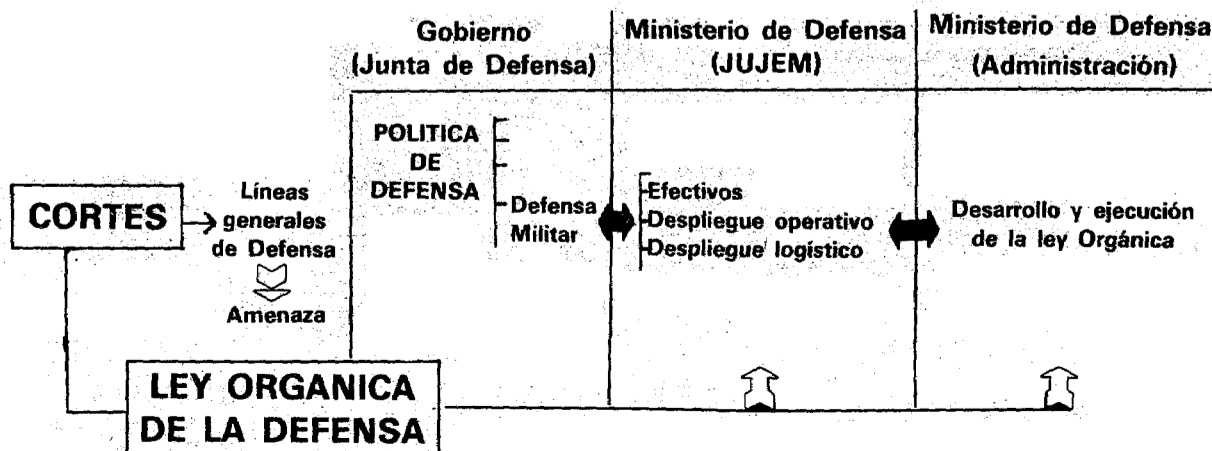 Gobierno
(Junta de Defensa)
Ministerio de Defensa
(JUJEM)
Ministerio de Defensa
(Administración)
CORTES
Líneas
generales
de Defensa
Amenaza
POLITICA
DE
DEFENSA
Defensa
Militar
Efectivos
Despliegue operativo
Despliegue logístico
Desarrollo y ejecución
de la ley Orgánica
LEY ORGANICA
DE LA DEFENSA